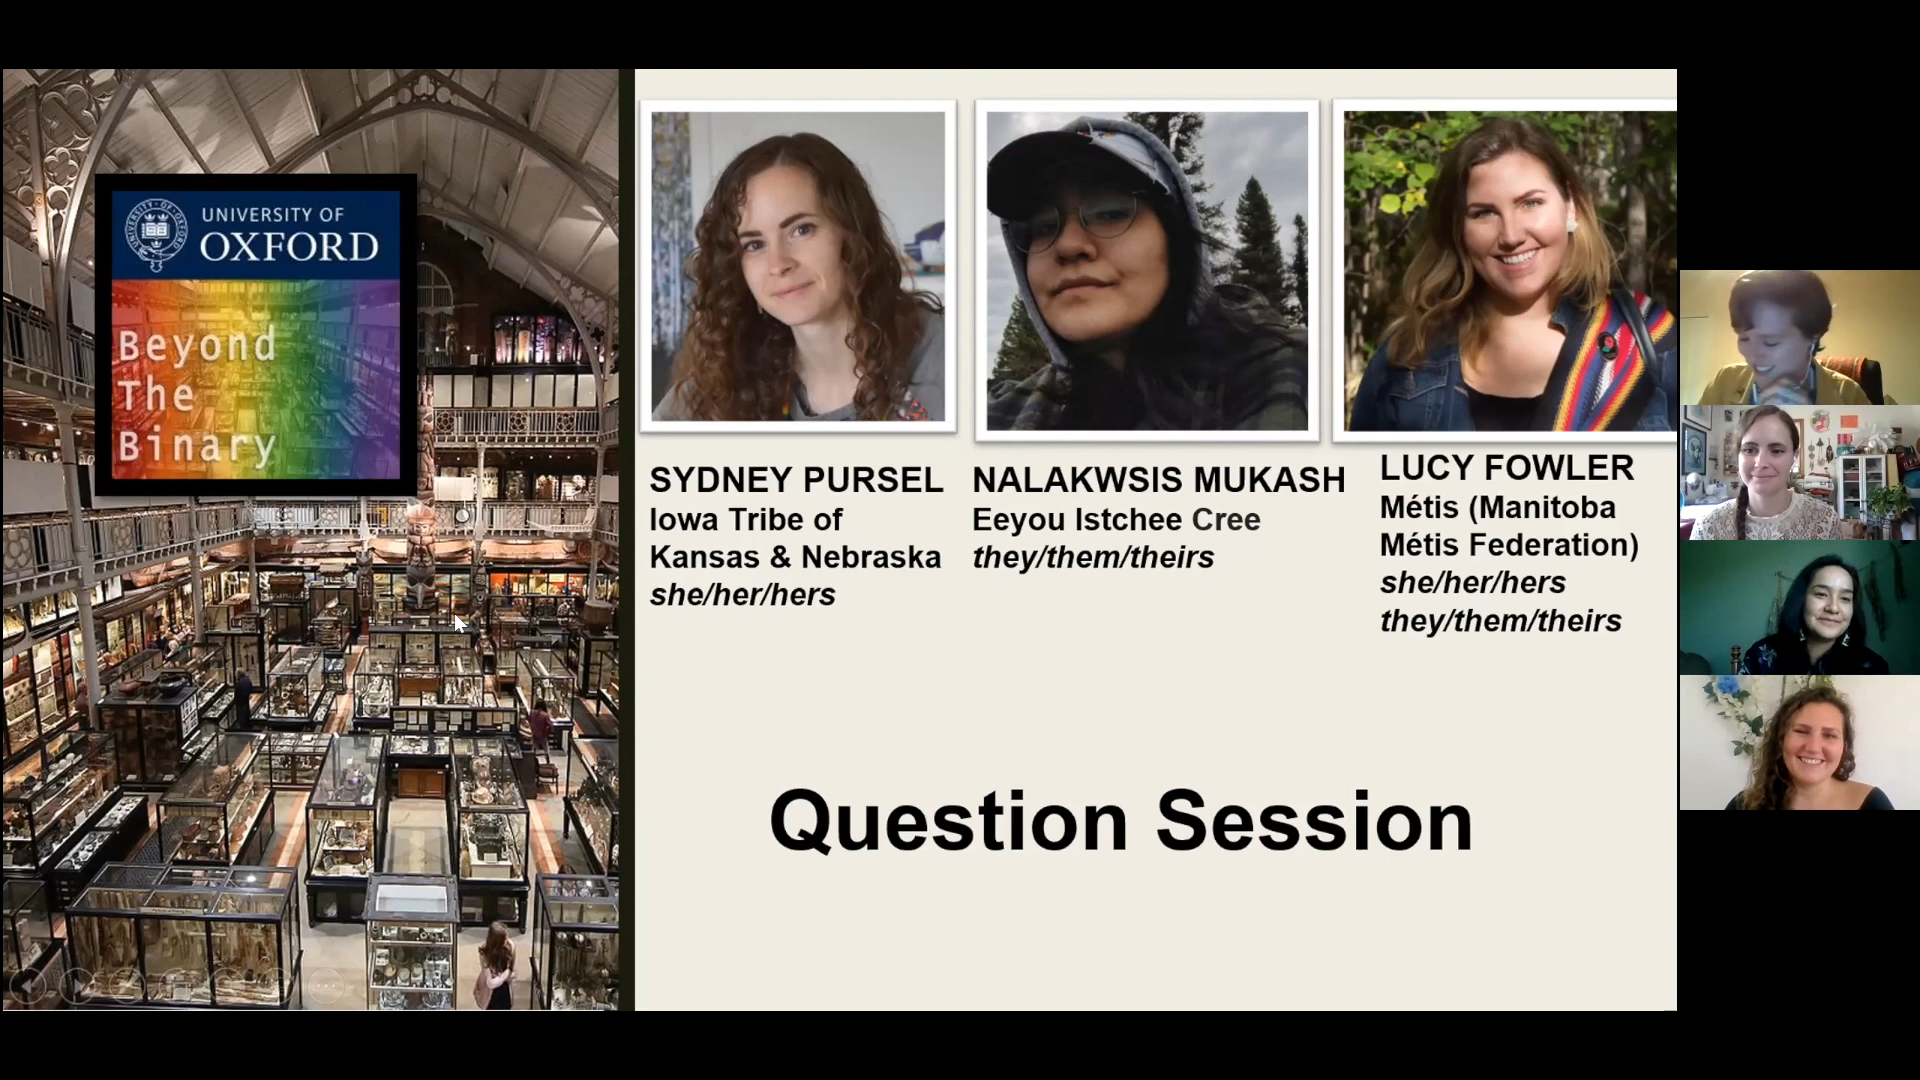 UNIVERSITY OF
OXFORD
Beyond
The
Binary
SYDNEY PURSEL
Iowa Tribe of
Kansas & Nebraska
she/her/hers
NALAKWSIS MUKASH
Eeyou Istchee Cree
they/them/theirs
LUCY FOWLER
Métis (Manitoba
Métis Federation)
she/her/hers
they/them/theirs
Question Session